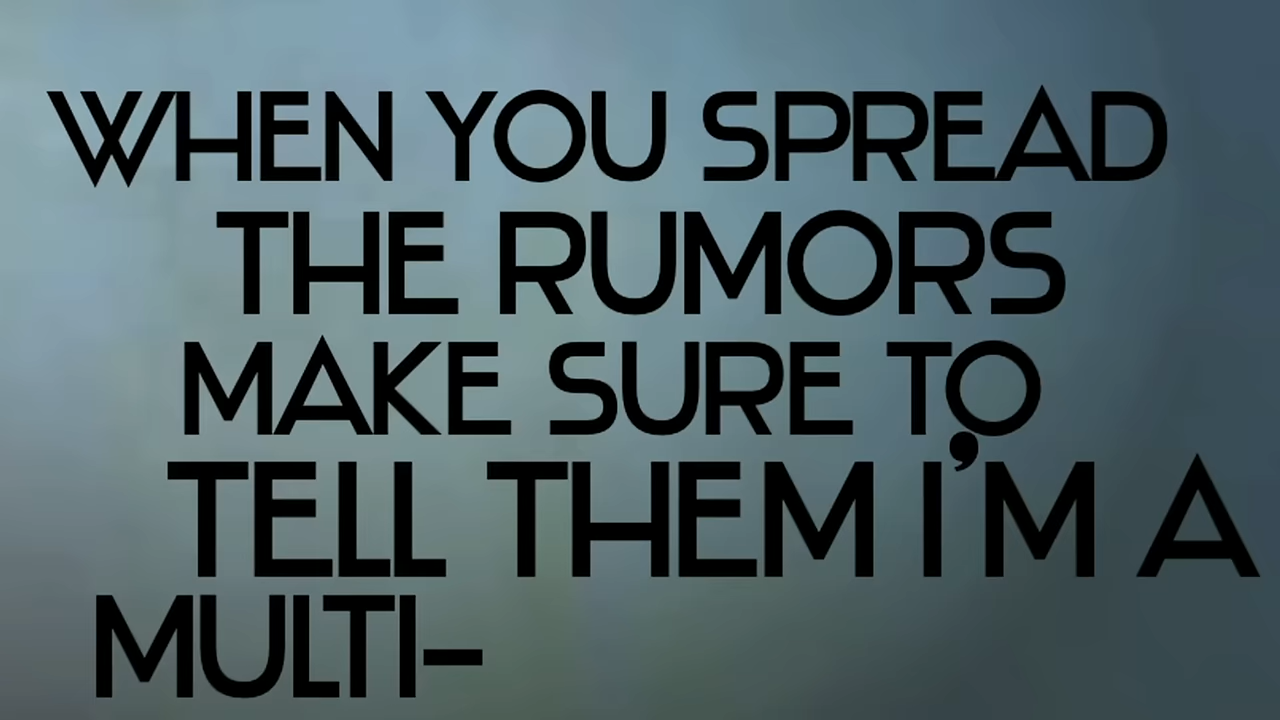 WHEN YOU SPREAD
THE RUMORS
MAKE SURE TO
TELL THEM I'M A
MULTI-